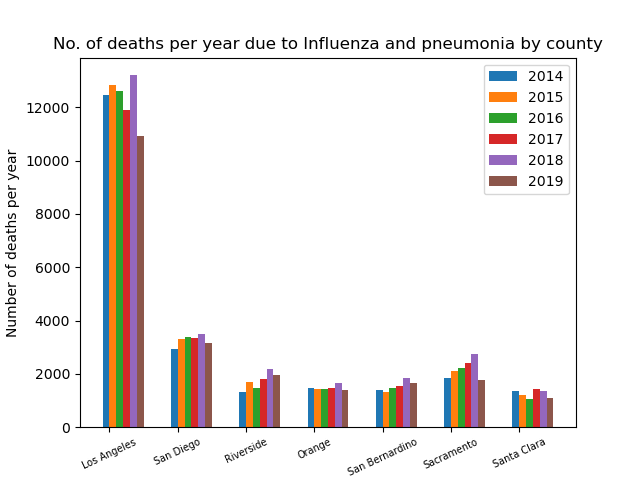 No. of deaths per year due to Influenza and pneumonia by county
Number of deaths per year
12000
10000
8000
6000
4000
2000
0
2014
2015
2016
2017
2018
2019
Los Angeles
San Diego
Riverside
Orange
San Bernardino
Sacramento
Santa Clara